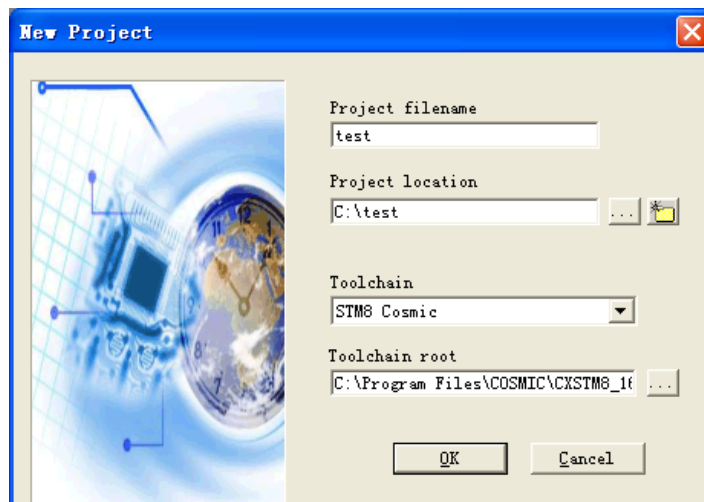 New Project
Project filename
test
Project location
C:\test
...
Toolchain
STM8 Cosmic
Toolchain root
C:\Program Files\COSMIC\CXSTM8_16
...
OK
Cancel